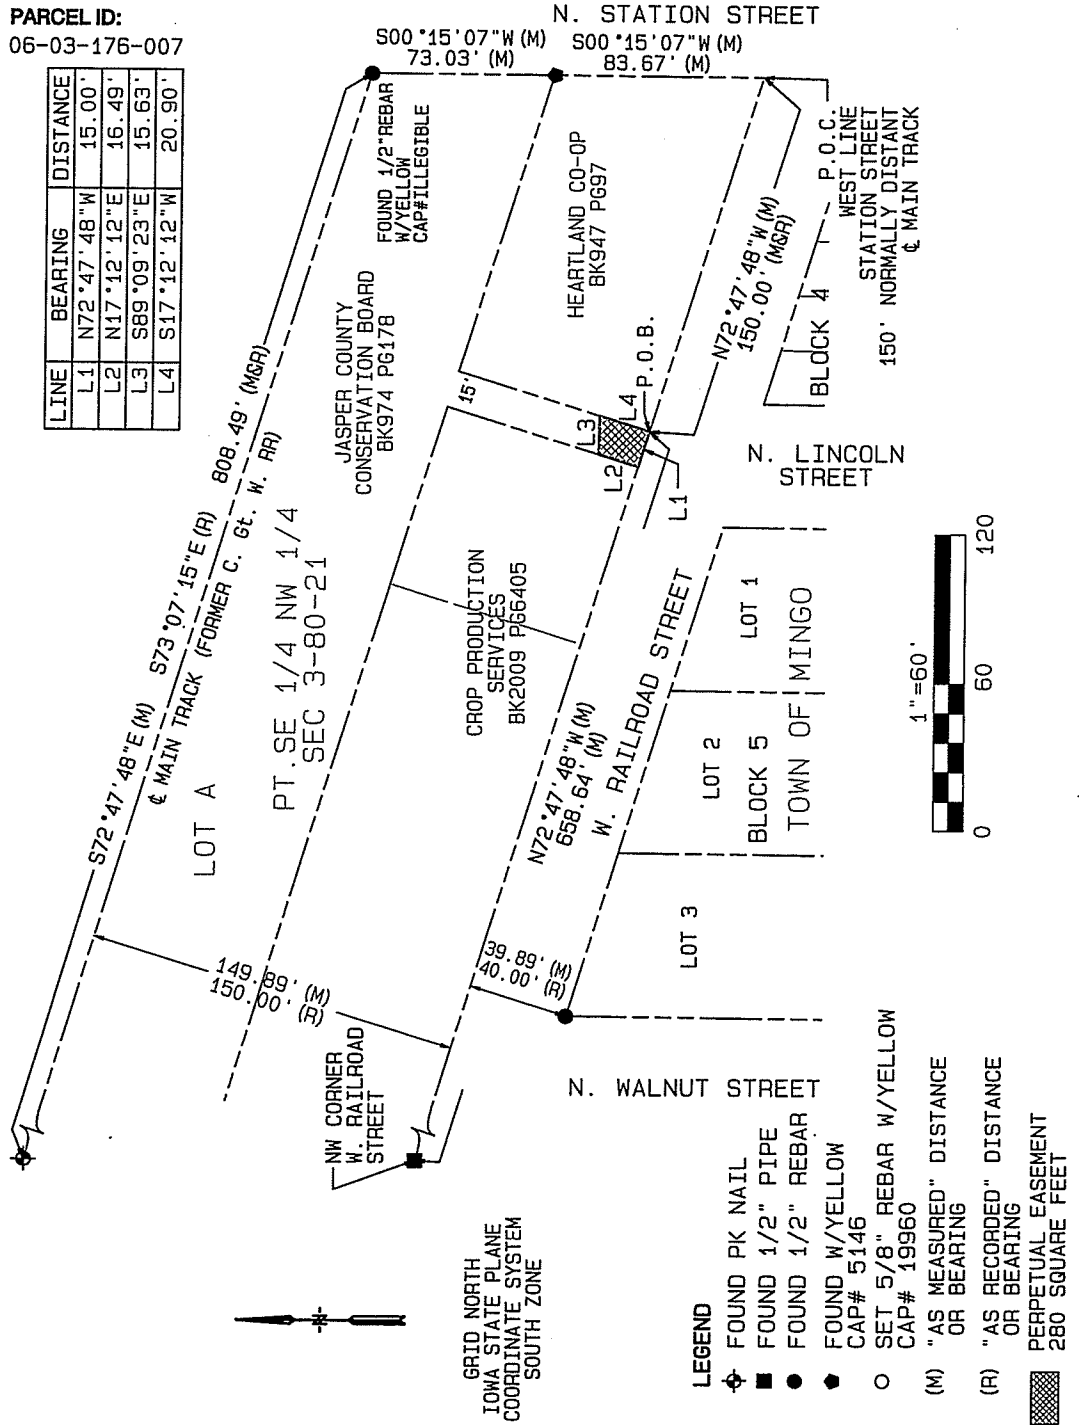 PARCEL ID:
06-03-176-007
LINE BEARING DISTANCE
L1 N72°47'48"W 15.00'
L2 N17°12'12"E 16.49'
L3 S89°09'23"E 15.63'
L4 S17°12'12"W 20.90'
N. STATION STREET
S00°15'07"W (M)
73.03' (M)
S00°15'07"W (M)
83.67' (M)
FOUND 1/2"REBAR
W/YELLOW
CAP#ILLEGIBLE
HEARTLAND CO-OP
BK947 PG97
P.O.C.
WEST LINE
STATION STREET
150' NORMALLY DISTANT
℄ MAIN TRACK
N72°47'48"W (M)
150.00' (M&R)
BLOCK 4
JASPER COUNTY
CONSERVATION BOARD
BK974 PG178
15'
P.O.B.
L4
L3
L2
L1
N. LINCOLN
STREET
S72°47'48"E (M) S73°07'15"E (R) 808.49' (M&R)
℄ MAIN TRACK (FORMER C. Gt. W. RR)
LOT A
PT.SE 1/4 NW 1/4
SEC 3-80-21
CROP PRODUCTION
SERVICES
BK2009 PG6405
N72°47'48"W (M)
658.64' (M)
W. RAILROAD STREET
LOT 1
LOT 2
LOT 3
BLOCK 5
TOWN OF MINGO
1"=60'
0 60 120
149.89' (M)
150.00' (R)
39.89' (M)
40.00' (R)
NW CORNER
W. RAILROAD
STREET
N. WALNUT STREET
GRID NORTH
IOWA STATE PLANE
COORDINATE SYSTEM
SOUTH ZONE
LEGEND
FOUND PK NAIL
FOUND 1/2" PIPE
FOUND 1/2" REBAR
FOUND W/YELLOW
CAP# 5146
SET 5/8" REBAR W/YELLOW
CAP# 19960
(M) "AS MEASURED" DISTANCE
OR BEARING
(R) "AS RECORDED" DISTANCE
OR BEARING
PERPETUAL EASEMENT
280 SQUARE FEET